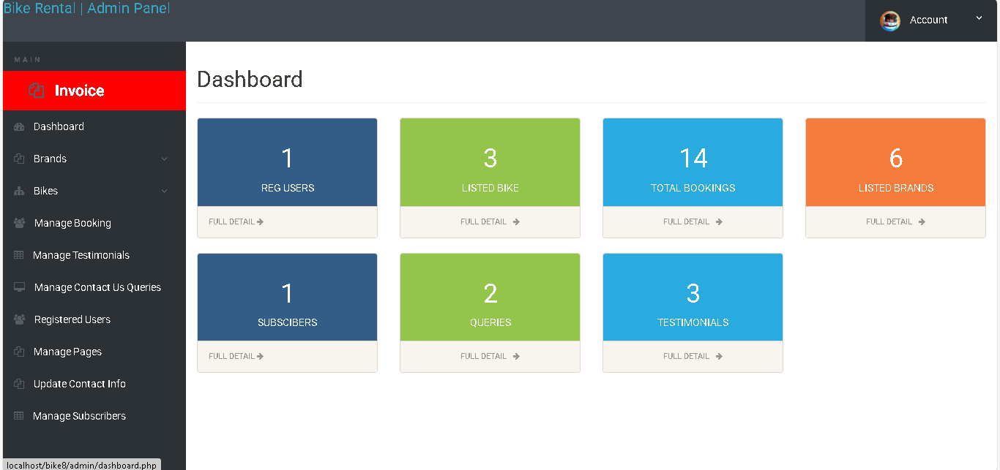 Bike Rental | Admin Panel
Account
MAIN
Invoice
Dashboard
Brands
Bikes
Manage Booking
Manage Testimonials
Manage Contact Us Queries
Registered Users
Manage Pages
Update Contact Info
Manage Subscribers
Dashboard
1
REG USERS
FULL DETAIL
3
LISTED BIKE
FULL DETAIL
14
TOTAL BOOKINGS
FULL DETAIL
6
LISTED BRANDS
FULL DETAIL
1
SUBSCIBERS
FULL DETAIL
2
QUERIES
FULL DETAIL
3
TESTIMONIALS
FULL DETAIL
localhost/bike8/admin/dashboard.php